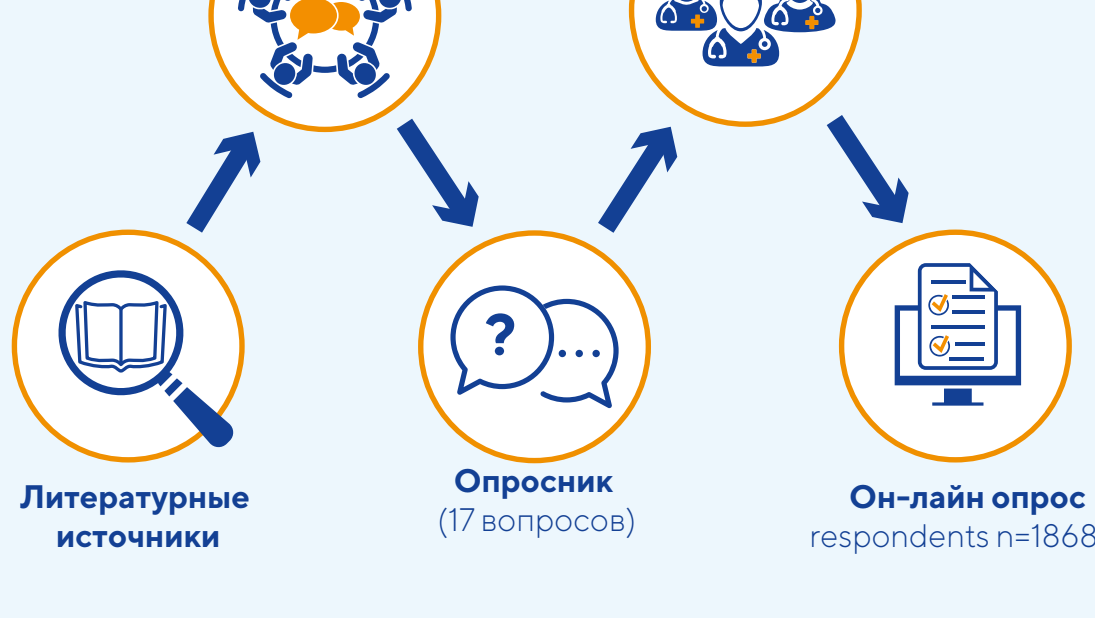 ?
...
Литературные
источники
Опросник
(17 вопросов)
Он-лайн опрос
respondents n=1868